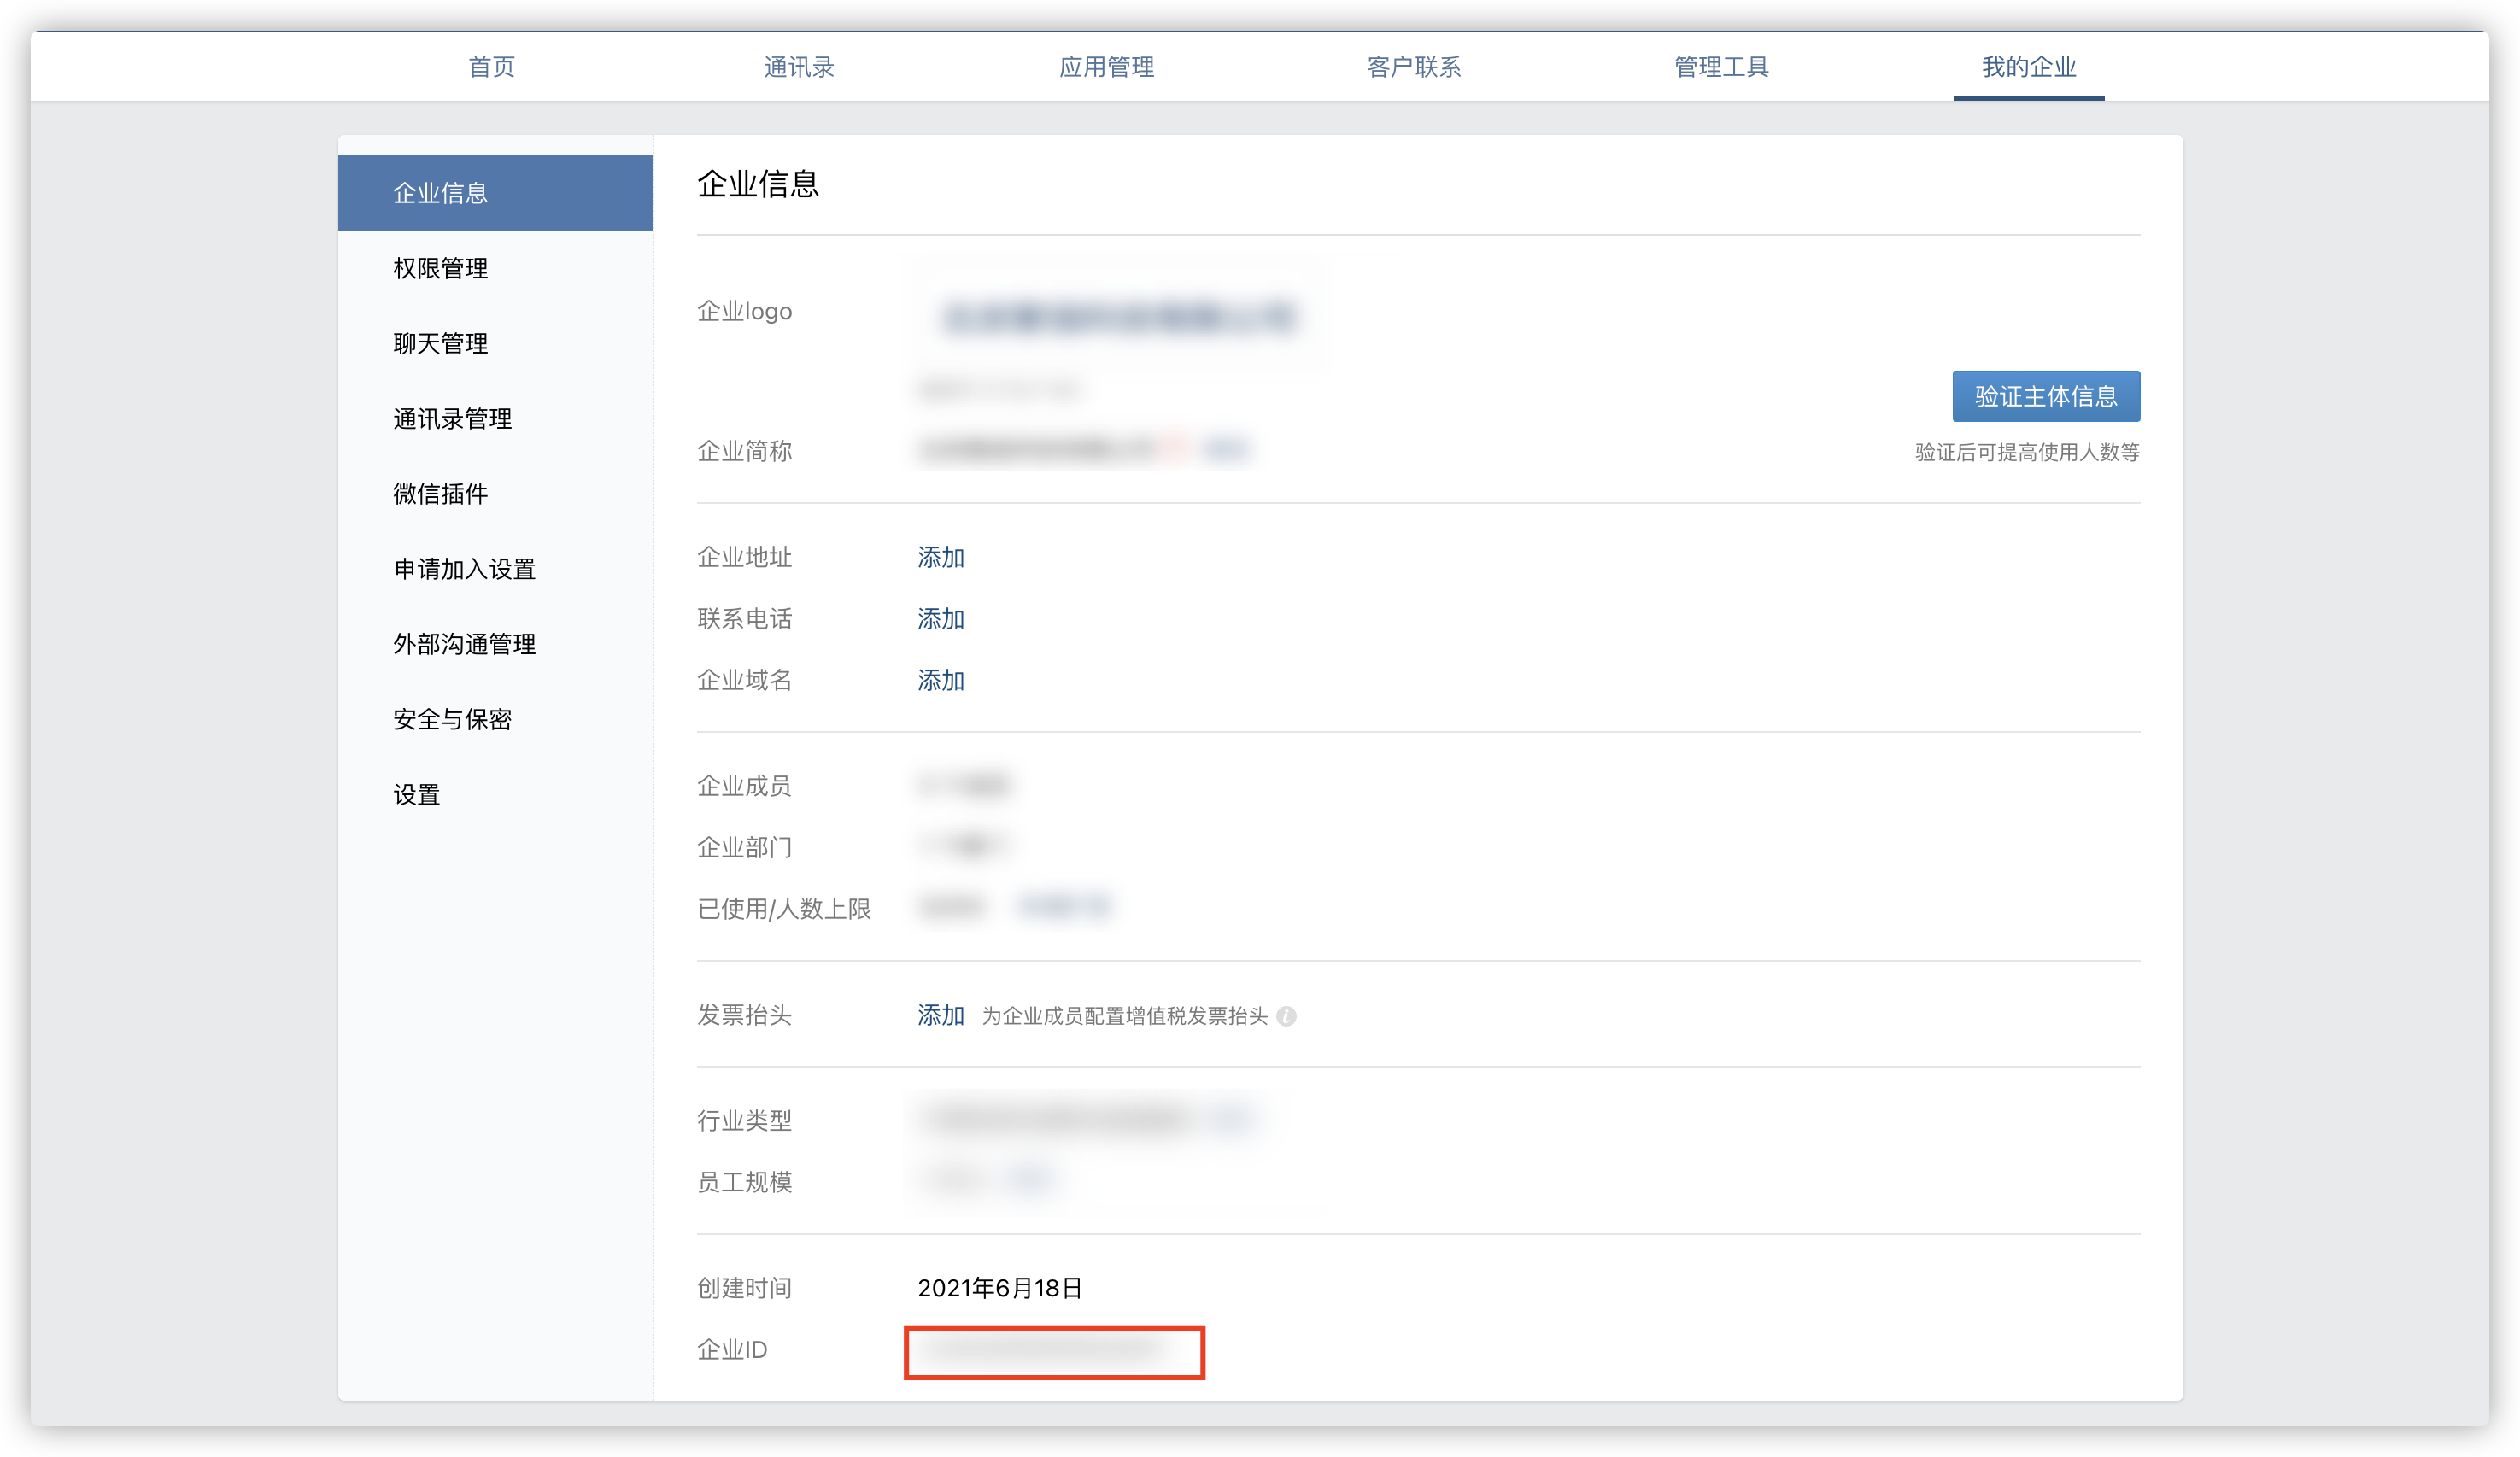 首页 通讯录 应用管理 客户联系 管理工具 我的企业
企业信息
权限管理
聊天管理
通讯录管理
微信插件
申请加入设置
外部沟通管理
安全与保密
设置
企业信息
企业logo
验证主体信息
企业简称
验证后可提高使用人数等
企业地址 添加
联系电话 添加
企业域名 添加
企业成员
企业部门
已使用/人数上限
发票抬头 添加 为企业成员配置增值税发票抬头
行业类型
员工规模
创建时间 2021年6月18日
企业ID